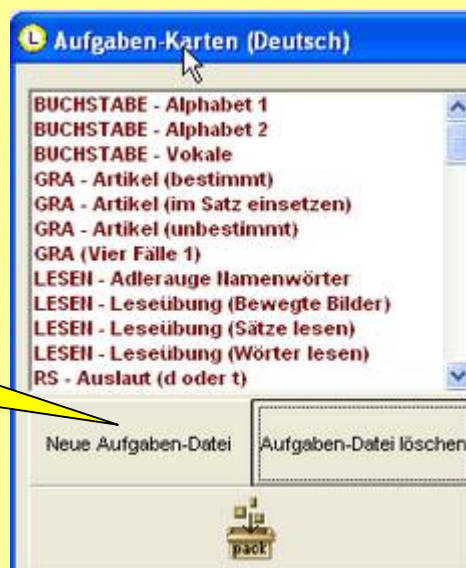 Aufgaben-Karten (Deutsch)
BUCHSTABE - Alphabet 1
BUCHSTABE - Alphabet 2
BUCHSTABE - Vokale
GRA - Artikel (bestimmt)
GRA - Artikel (im Satz einsetzen)
GRA - Artikel (unbestimmt)
GRA (Vier Fälle 1)
LESEN - Adlerauge Namenwörter
LESEN - Leseübung (Bewegte Bilder)
LESEN - Leseübung (Sätze lesen)
LESEN - Leseübung (Wörter lesen)
RS - Auslaut (d oder t)
Neue Aufgaben-Datei Aufgaben-Datei löschen
pack